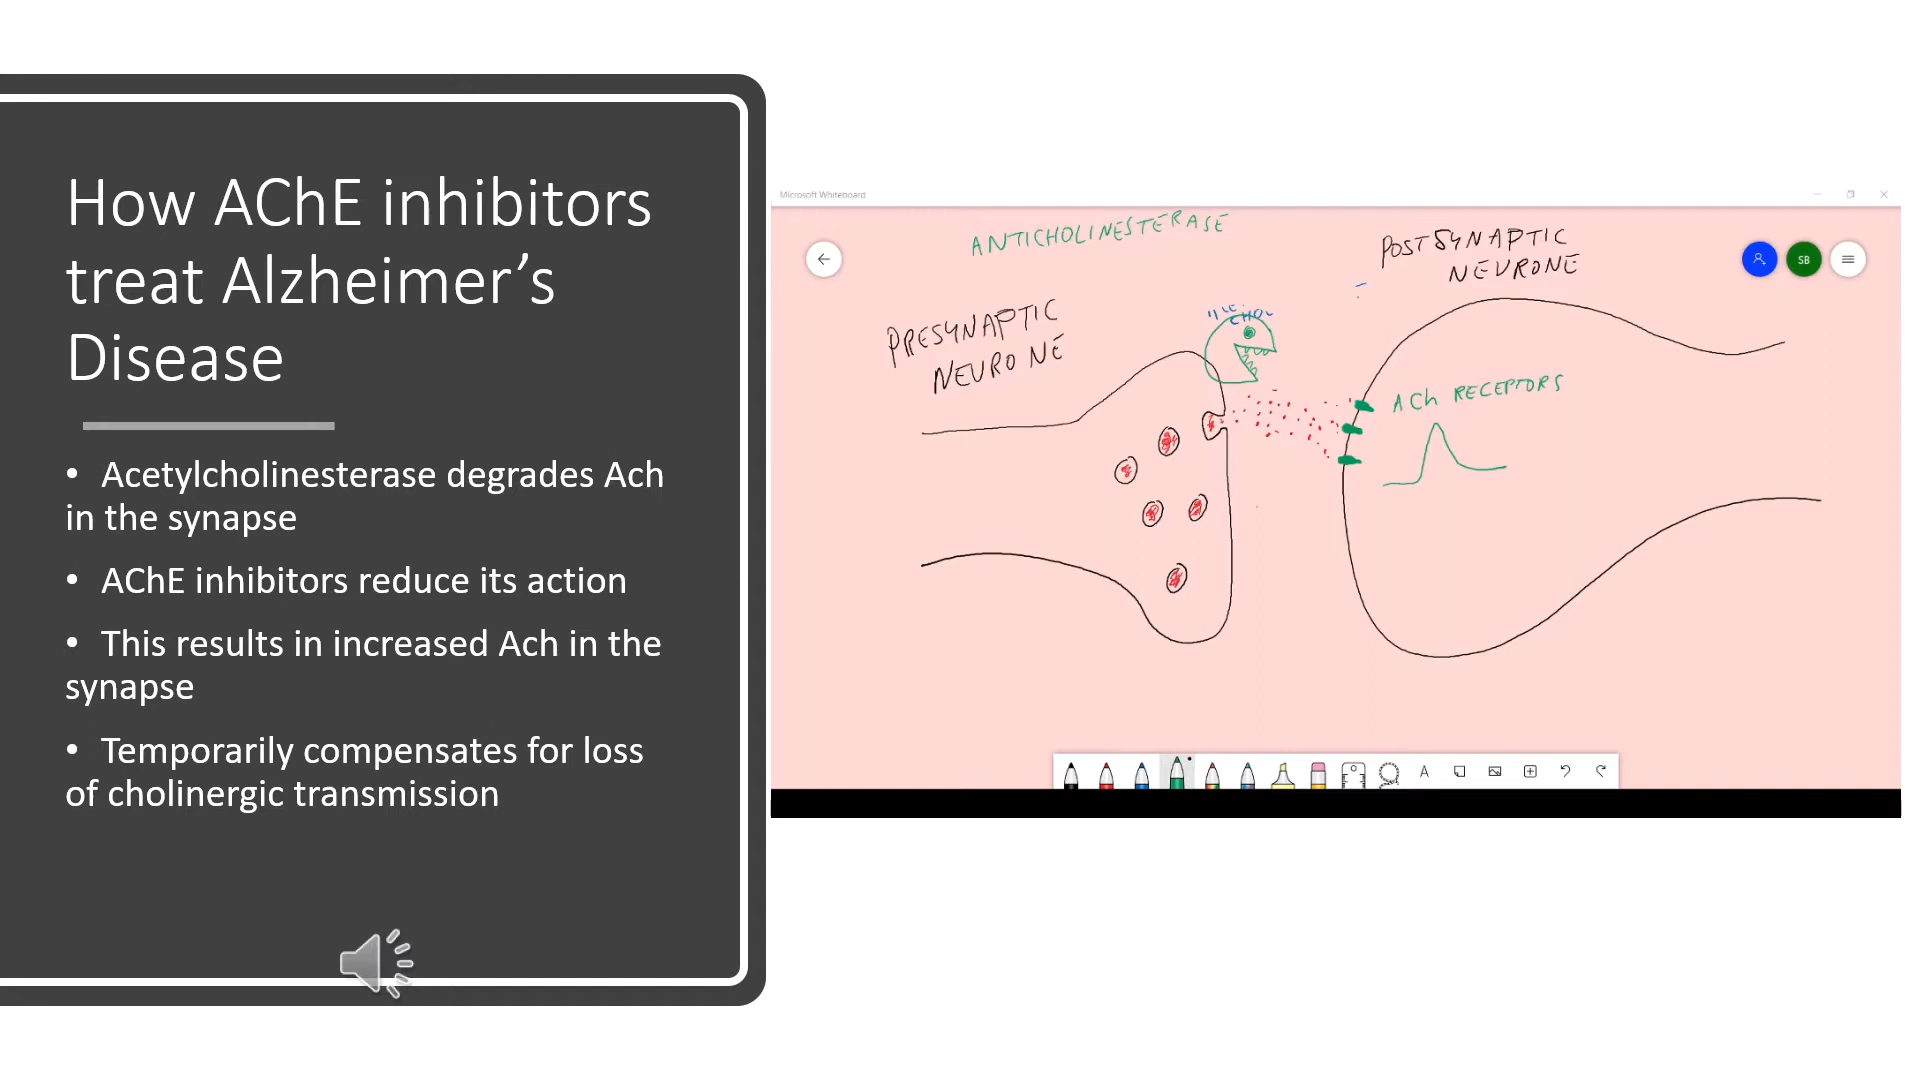 How AChE inhibitors
treat Alzheimer’s
Disease
• Acetylcholinesterase degrades Ach
in the synapse
• AChE inhibitors reduce its action
• This results in increased Ach in the
synapse
• Temporarily compensates for loss
of cholinergic transmission
Microsoft Whiteboard
ANTICHOLINESTERASE
POSTSYNAPTIC
NEURONE
SB
PRESYNAPTIC
NEURONE
CHOL
ACh RECEPTORS
A